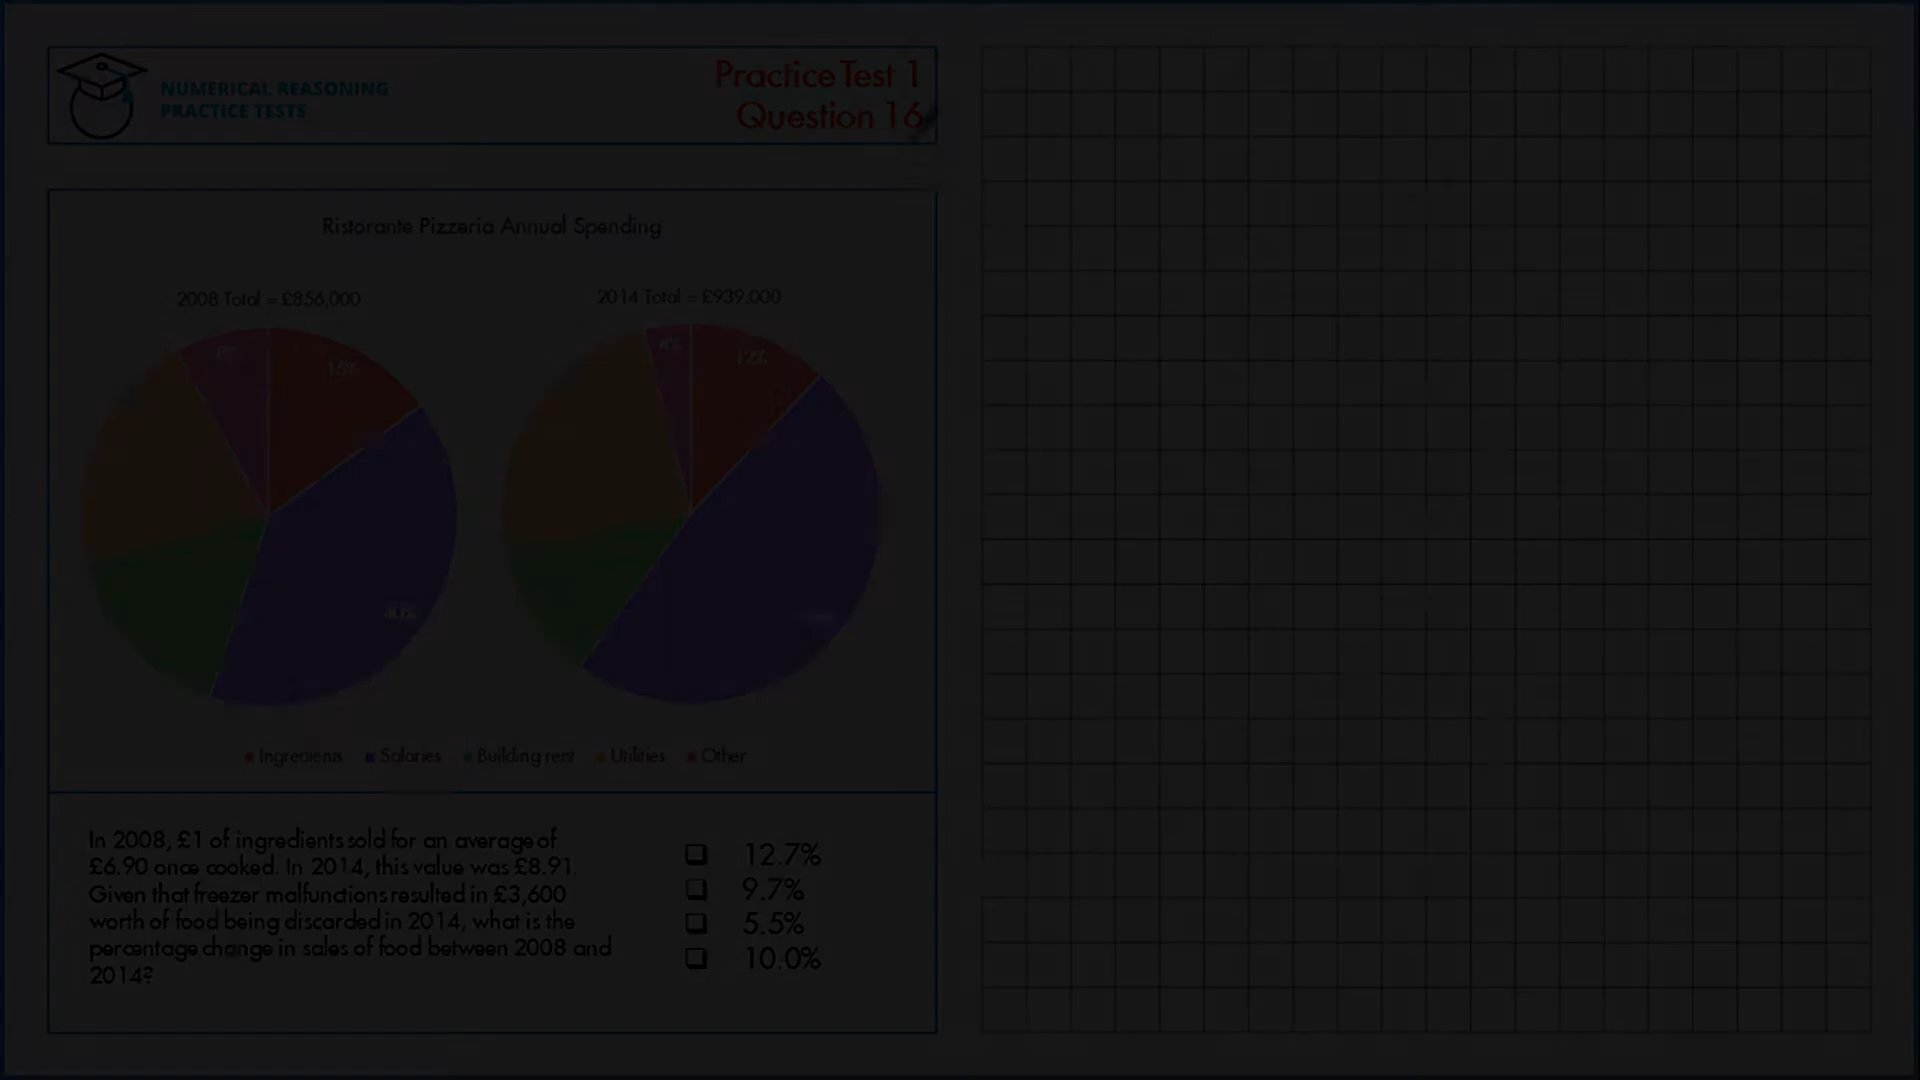 NUMERICAL REASONING
PRACTICE TESTS
Practice Test 1
Question 16
Ristorante Pizzeria Annual Spending
2008 Total = £856,000
2014 Total = £939,000
8%
15%
40%
4%
12%
Ingredients Salaries Building rent Utilities Other
In 2008, £1 of ingredients sold for an average of
£6.90 once cooked. In 2014, this value was £8.91.
Given that freezer malfunctions resulted in £3,600
worth of food being discarded in 2014, what is the
percentage change in sales of food between 2008 and
2014?
12.7%
9.7%
5.5%
10.0%